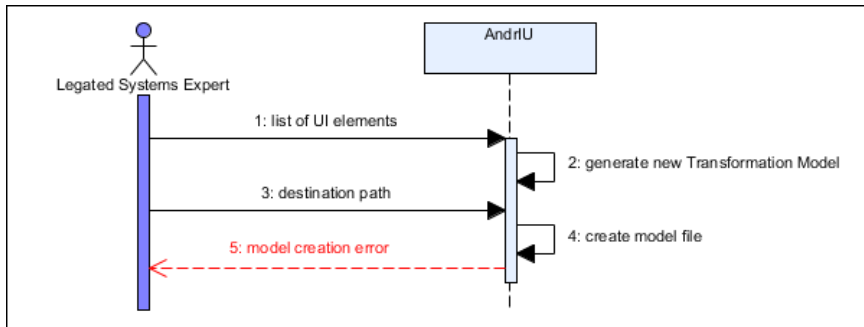 AndrIU
Legated Systems Expert
1: list of UI elements
2: generate new Transformation Model
3: destination path
4: create model file
5: model creation error